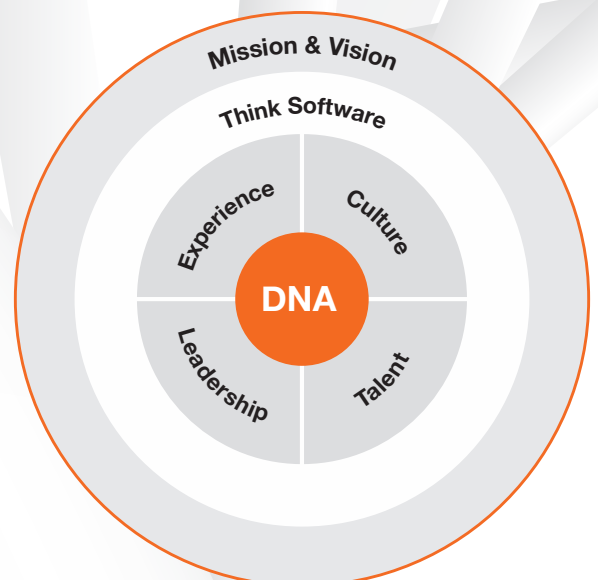 Mission & Vision
Think Software
Experience
Culture
DNA
Leadership
Talent